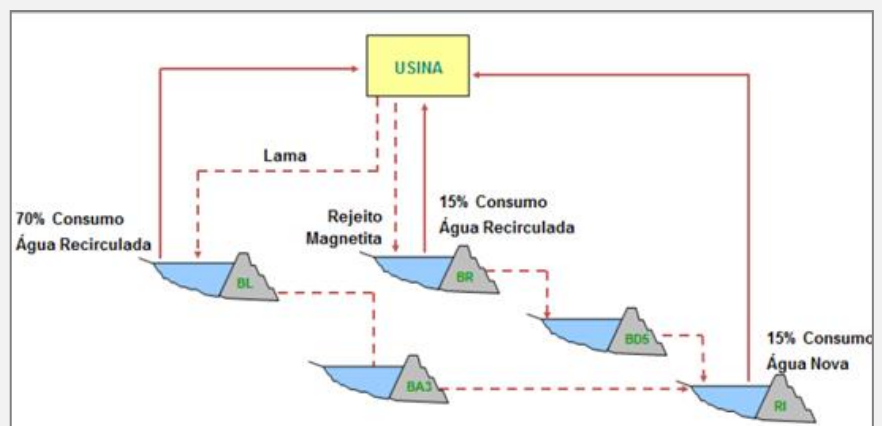 USINA
Lama
70% Consumo
Água Recirculada
Rejeito
Magnetita
15% Consumo
Água Recirculada
BL
BR
BD5
15% Consumo
Água Nova
BA3
RI